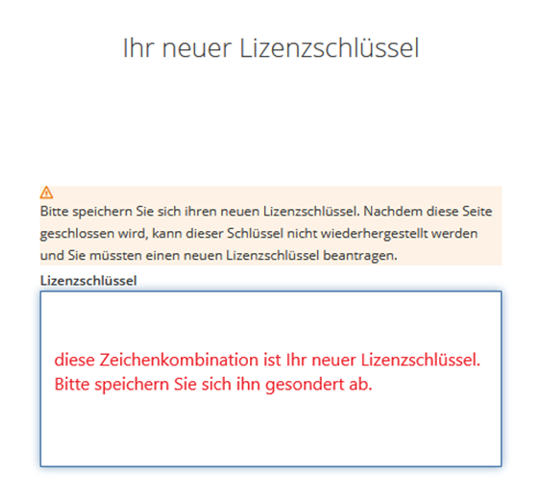 Ihr neuer Lizenzschlüssel
Bitte speichern Sie sich ihren neuen Lizenzschlüssel. Nachdem diese Seite
geschlossen wird, kann dieser Schlüssel nicht wiederhergestellt werden
und Sie müssten einen neuen Lizenzschlüssel beantragen.
Lizenzschlüssel
diese Zeichenkombination ist Ihr neuer Lizenzschlüssel.
Bitte speichern Sie sich ihn gesondert ab.